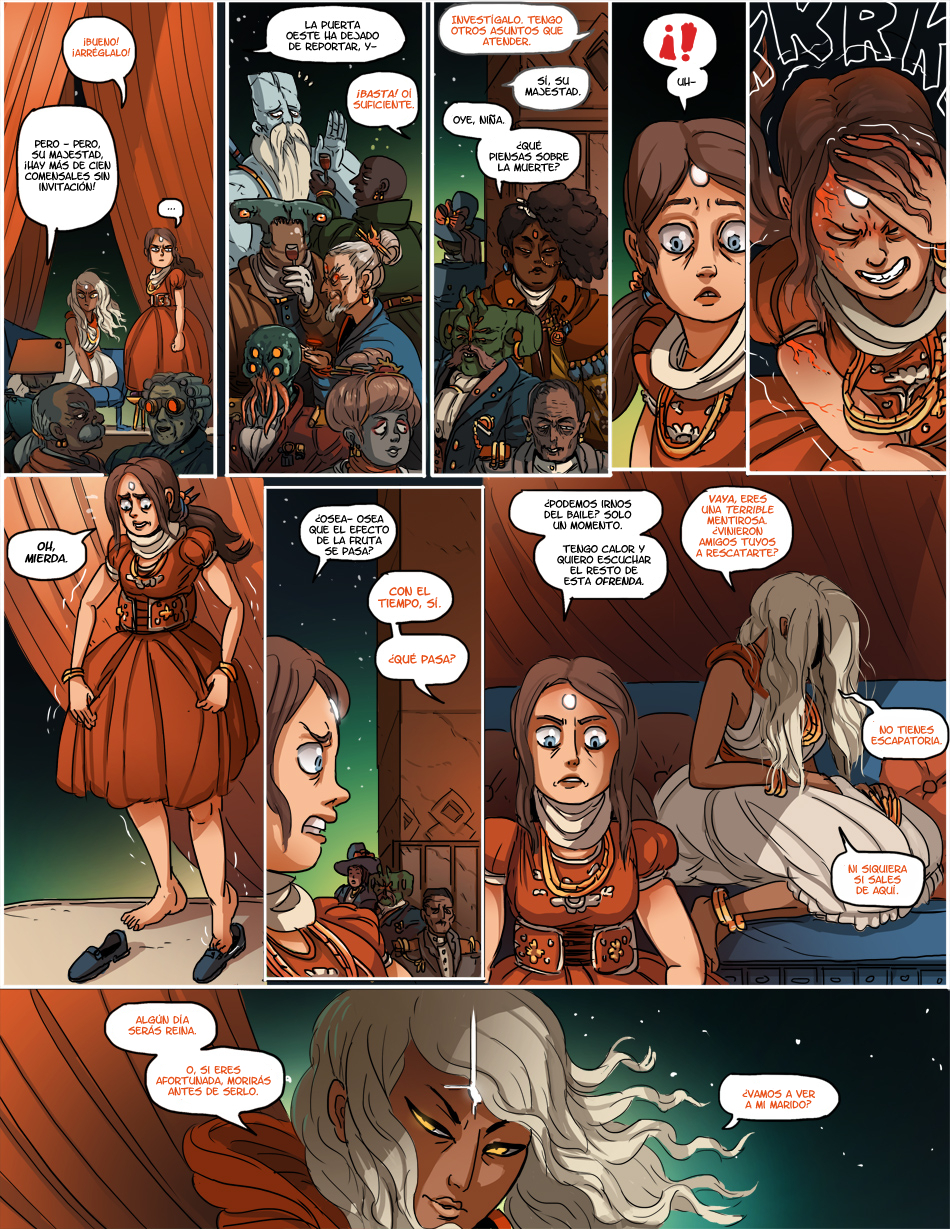 ¡BUENO!
¡ARRÉGLALO!
PERO - PERO,
SU MAJESTAD,
¡HAY MÁS DE CIEN
COMENSALES SIN
INVITACIÓN!
...
LA PUERTA
OESTE HA DEJADO
DE REPORTAR, Y-
¡BASTA! OÍ
SUFICIENTE.
INVESTÍGALO. TENGO
OTROS ASUNTOS QUE
ATENDER.
SÍ, SU
MAJESTAD.
OYE, NIÑA.
¿QUÉ
PIENSAS SOBRE
LA MUERTE?
¡!
UH-
OH,
MIERDA.
¿OSEA- OSEA
QUE EL EFECTO
DE LA FRUTA
SE PASA?
CON EL
TIEMPO, SÍ.
¿QUÉ PASA?
¿PODEMOS IRNOS
DEL BAILE? SOLO
UN MOMENTO.
TENGO CALOR Y
QUIERO ESCUCHAR
EL RESTO DE
ESTA OFRENDA.
VAYA, ERES
UNA TERRIBLE
MENTIROSA.
¿VINIERON
AMIGOS TUYOS
A RESCATARTE?
NO TIENES
ESCAPATORIA.
NI SIQUIERA
SI SALES
DE AQUÍ.
ALGÚN DÍA
SERÁS REINA.
O, SI ERES
AFORTUNADA, MORIRÁS
ANTES DE SERLO.
¿VAMOS A VER
A MI MARIDO?